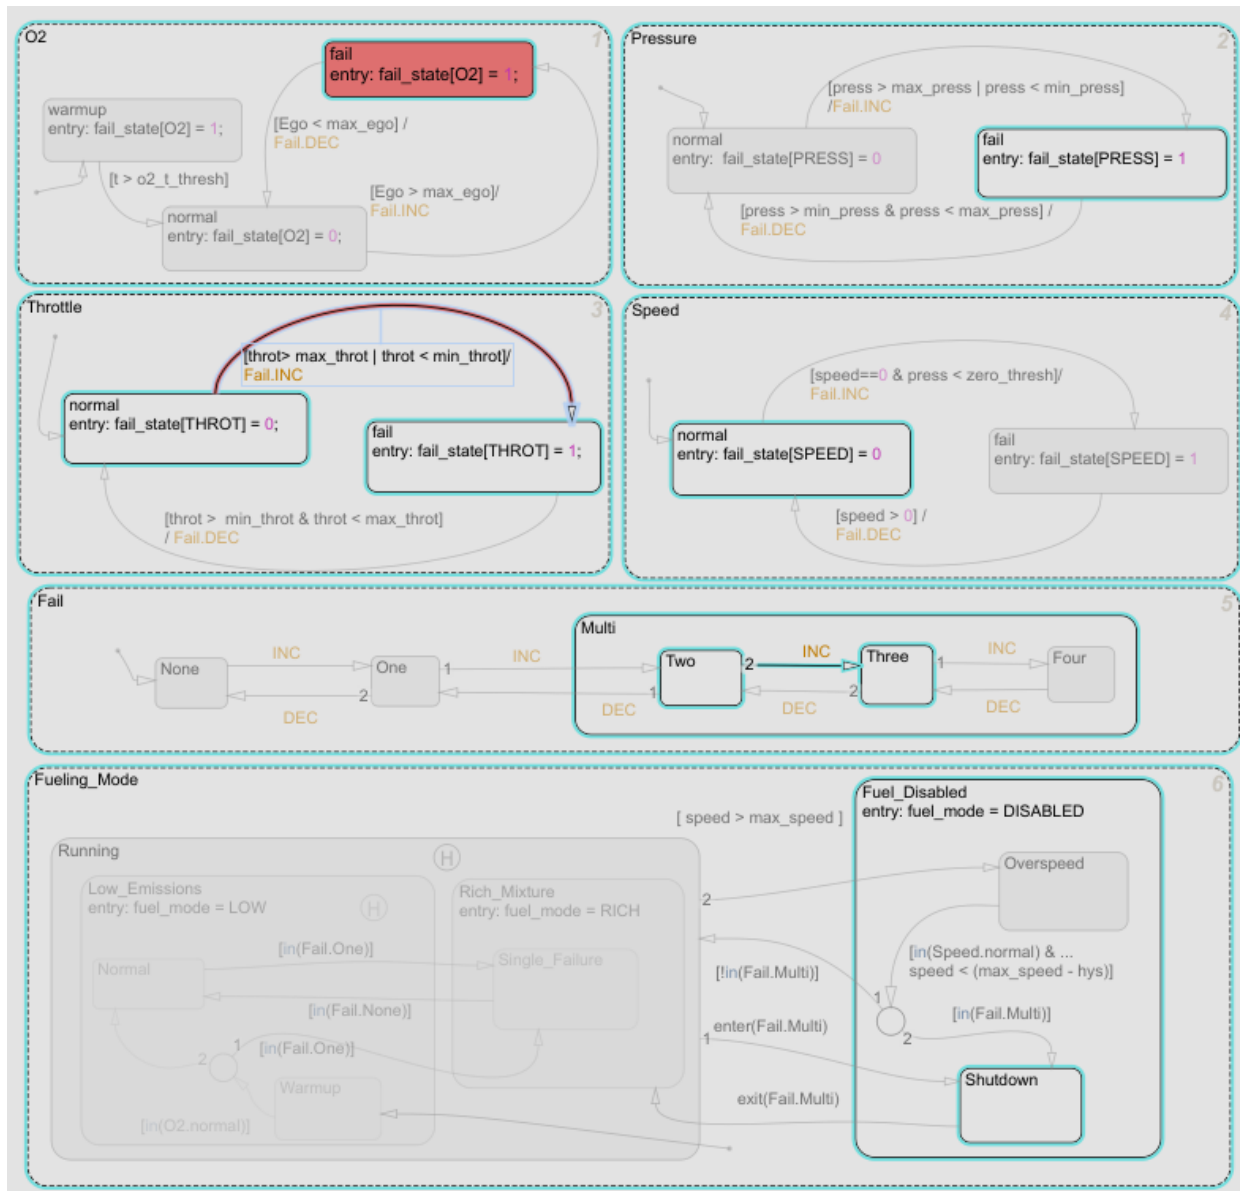 O2
1
fail
entry: fail_state[O2] = 1;
warmup
entry: fail_state[O2] = 1;
[Ego < max_ego] /
Fail.DEC
[t > o2_t_thresh]
[Ego > max_ego]/
Fail.INC
normal
entry: fail_state[O2] = 0;
Pressure
2
[press > max_press | press < min_press]
/Fail.INC
normal
entry: fail_state[PRESS] = 0
fail
entry: fail_state[PRESS] = 1
[press > min_press & press < max_press] /
Fail.DEC
Throttle
3
[throt> max_throt | throt < min_throt]/
Fail.INC
normal
entry: fail_state[THROT] = 0;
fail
entry: fail_state[THROT] = 1;
[throt > min_throt & throt < max_throt]
/ Fail.DEC
Speed
4
[speed==0 & press < zero_thresh]/
Fail.INC
normal
entry: fail_state[SPEED] = 0
fail
entry: fail_state[SPEED] = 1
[speed > 0] /
Fail.DEC
Fail
5
Multi
None
INC
DEC
One
1
2
INC
DEC
Two
2
1
INC
DEC
Three
1
2
INC
DEC
Four
Fueling_Mode
6
Fuel_Disabled
entry: fuel_mode = DISABLED
[ speed > max_speed ]
Running
H
Overspeed
Low_Emissions
entry: fuel_mode = LOW
H
Rich_Mixture
entry: fuel_mode = RICH
2
[in(Fail.One)]
Normal
Single_Failure
[in(Speed.normal) & ...
speed < (max_speed - hys)]
[!in(Fail.Multi)]
[in(Fail.None)]
1
[in(Fail.Multi)]
enter(Fail.Multi)
1
2
1
[in(Fail.One)]
2
Warmup
Shutdown
exit(Fail.Multi)
[in(O2.normal)]